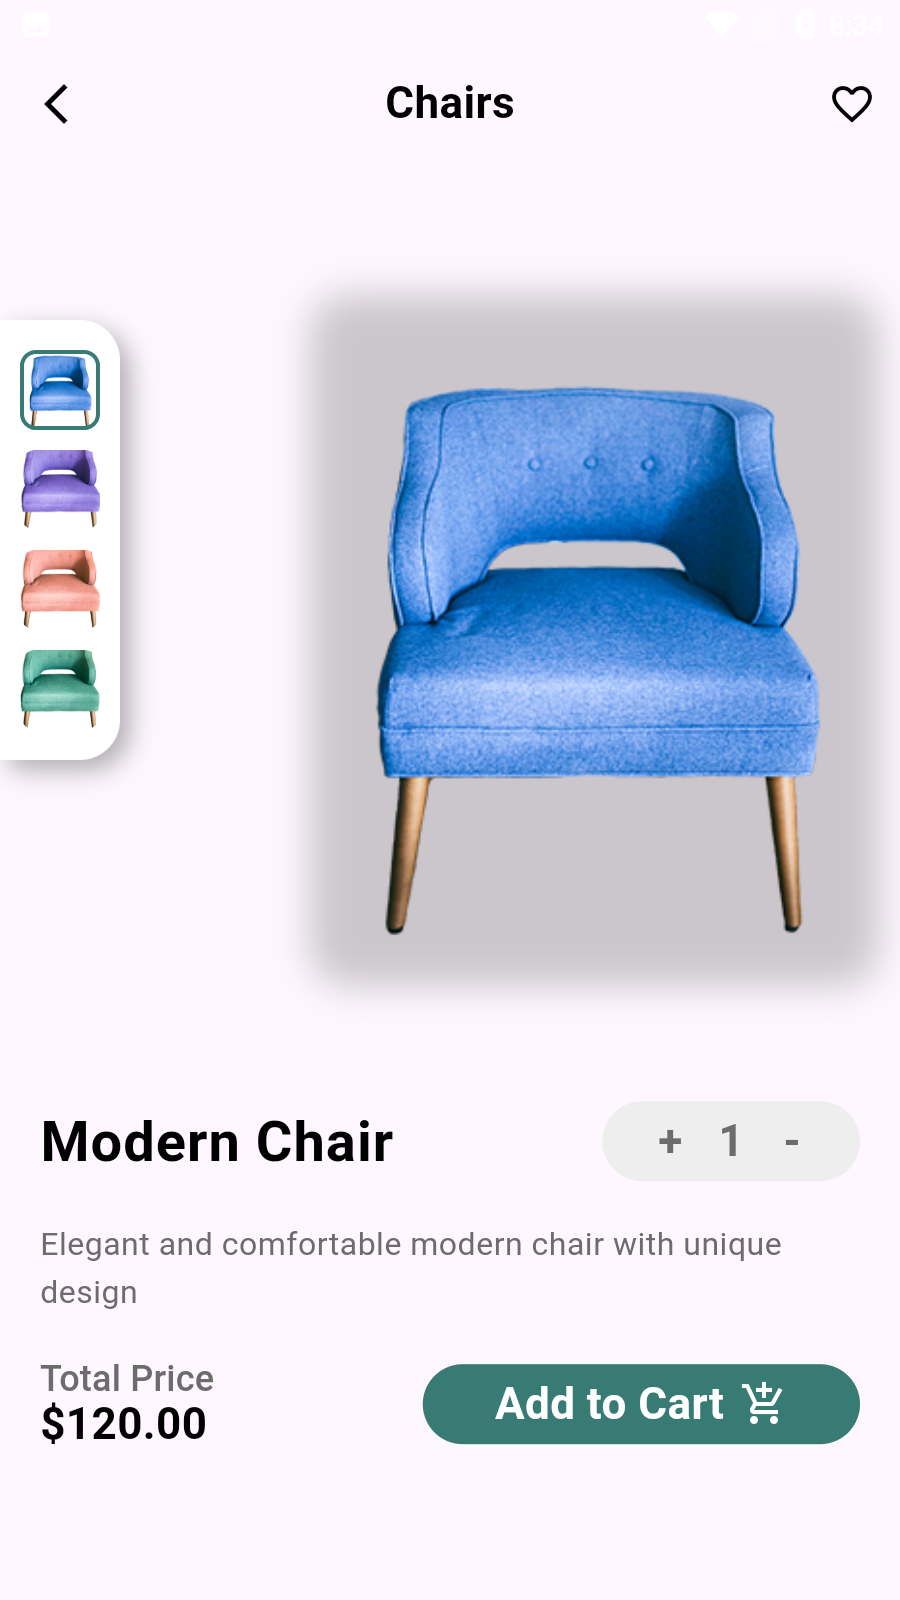 8:34
Chairs
Modern Chair
+ 1 -
Elegant and comfortable modern chair with unique
design
Total Price
$120.00
Add to Cart